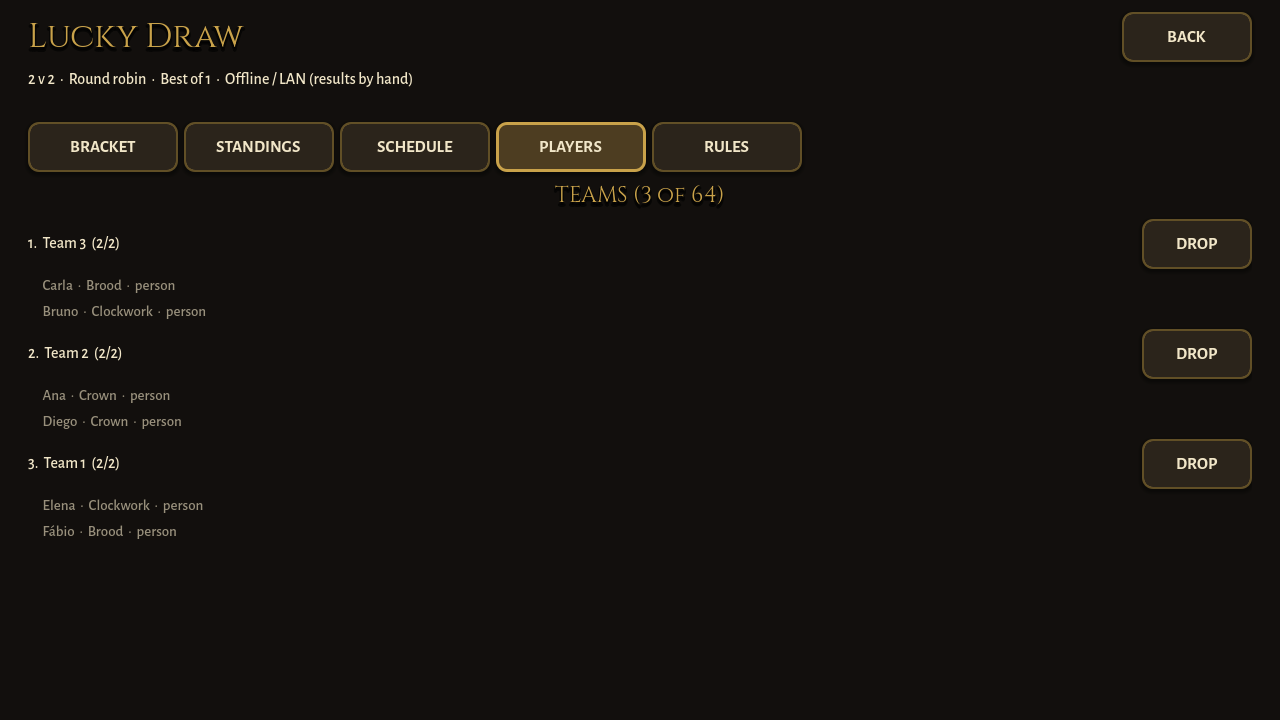 Lucky Draw
BACK
2 v 2 · Round robin · Best of 1 · Offline / LAN (results by hand)
BRACKET STANDINGS SCHEDULE PLAYERS RULES
TEAMS (3 OF 64)
1. Team 3 (2/2)
DROP
Carla · Brood · person
Bruno · Clockwork · person
2. Team 2 (2/2)
DROP
Ana · Crown · person
Diego · Crown · person
3. Team 1 (2/2)
DROP
Elena · Clockwork · person
Fábio · Brood · person